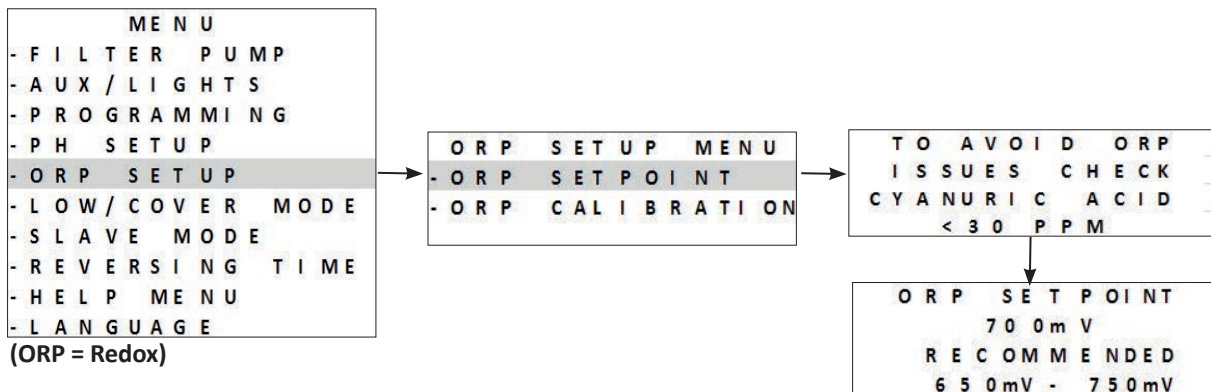 MENU
- FILTER PUMP
- AUX/LIGHTS
- PROGRAMMING
- PH SETUP
- ORP SETUP
- LOW/COVER MODE
- SLAVE MODE
- REVERSING TIME
- HELP MENU
- LANGUAGE
(ORP = Redox)
ORP SETUP MENU
- ORP SETPOINT
- ORP CALIBRATION
TO AVOID ORP
ISSUES CHECK
CYANURIC ACID
<30 PPM
ORP SETPOINT
700mV
RECOMMENDED
650mV - 750mV